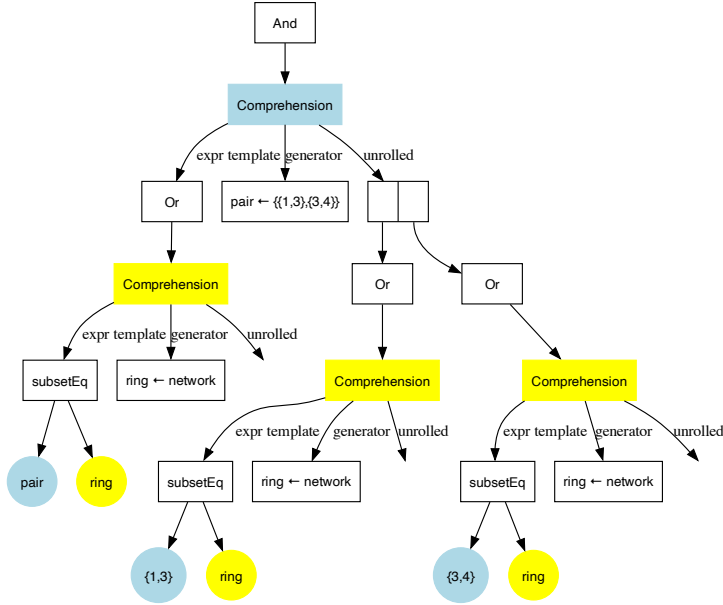 And
Comprehension
expr template generator unrolled
Or
pair ← {{1,3},{3,4}}
Comprehension
Or
Or
expr template generator unrolled
subsetEq
ring ← network
Comprehension
Comprehension
expr template generator unrolled
expr template generator unrolled
pair
ring
subsetEq
ring ← network
subsetEq
ring ← network
{1,3}
ring
{3,4}
ring